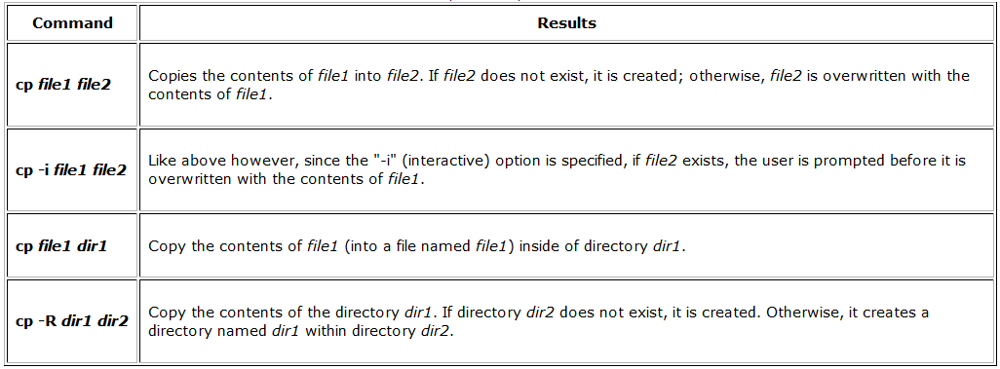 Command Results
cp file1 file2
Copies the contents of file1 into file2. If file2 does not exist, it is created; otherwise, file2 is overwritten with the
contents of file1.
cp -i file1 file2
Like above however, since the "-i" (interactive) option is specified, if file2 exists, the user is prompted before it is
overwritten with the contents of file1.
cp file1 dir1
Copy the contents of file1 (into a file named file1) inside of directory dir1.
cp -R dir1 dir2
Copy the contents of the directory dir1. If directory dir2 does not exist, it is created. Otherwise, it creates a
directory named dir1 within directory dir2.